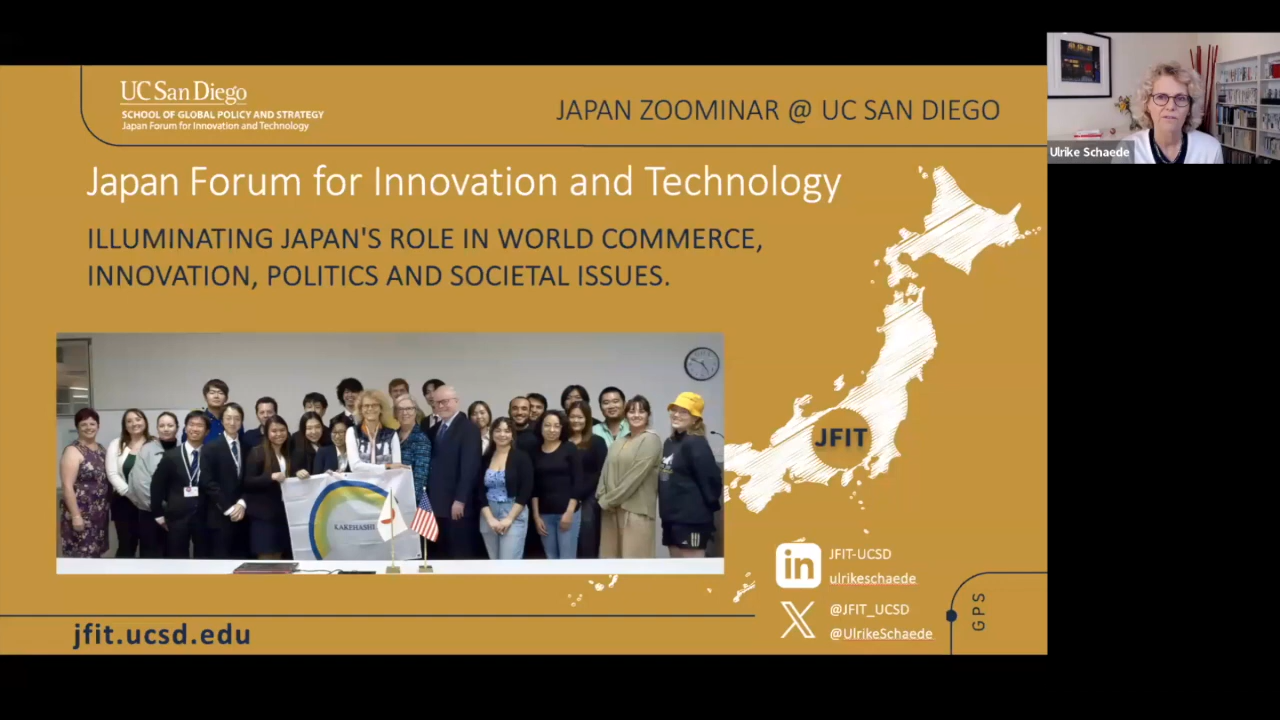 UC San Diego
SCHOOL OF GLOBAL POLICY AND STRATEGY
Japan Forum for Innovation and Technology
JAPAN ZOOMINAR @ UC SAN DIEGO
Ulrike Schaede
Japan Forum for Innovation and Technology
ILLUMINATING JAPAN'S ROLE IN WORLD COMMERCE,
INNOVATION, POLITICS AND SOCIETAL ISSUES.
JFIT
KAKEHASHI
in
JFIT-UCSD
ulrikeschaede
X
@JFIT_UCSD
@UlrikeSchaede
GPS
jfit.ucsd.edu